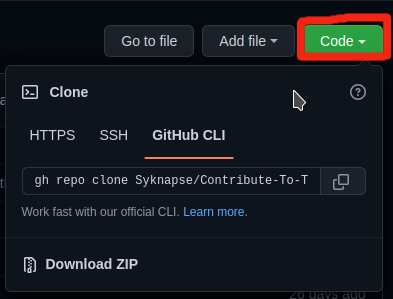 Go to file Add file Code
Clone
HTTPS SSH GitHub CLI
gh repo clone Syknapse/Contribute-To-T
Work fast with our official CLI. Learn more.
Download ZIP
26 days ago